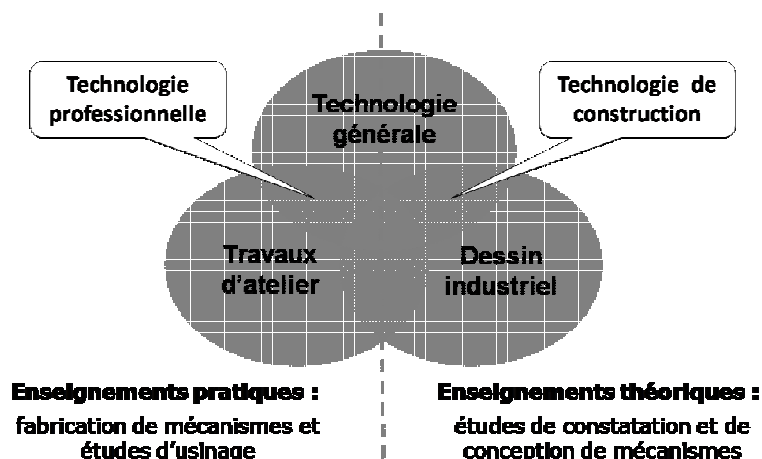 Technologie
professionnelle
Technologie de
construction
Technologie
générale
Travaux
d'atelier
Dessin
industriel
Enseignements pratiques :
fabrication de mécanismes et
études d'usinage
Enseignements théoriques :
études de constatation et de
conception de mécanismes